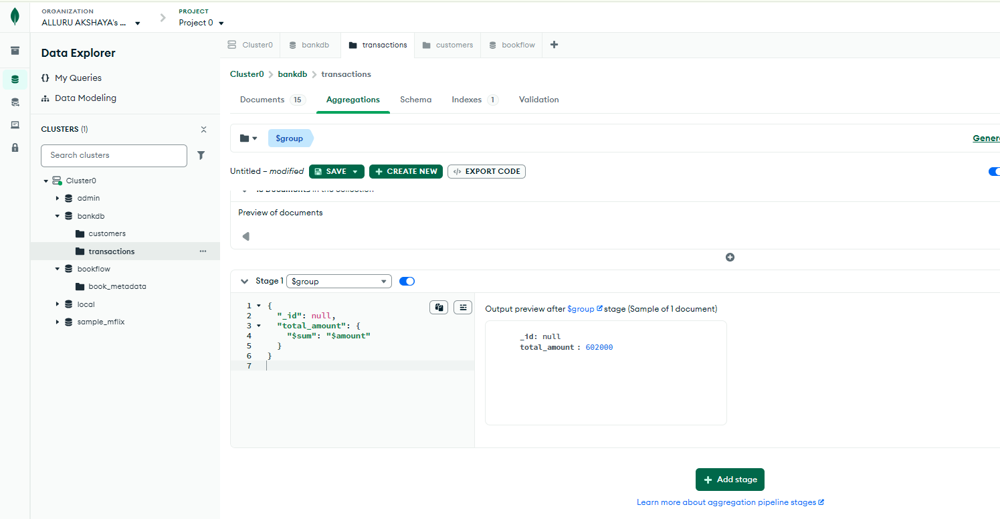 ORGANIZATION
ALLURU AKSHAYA's ...
PROJECT
Project 0
Data Explorer
My Queries
Data Modeling
CLUSTERS (1)
Search clusters
Cluster0
admin
bankdb
customers
transactions
bookflow
book_metadata
local
sample_mflix
Cluster0
bankdb
transactions
customers
bookflow
Cluster0 > bankdb > transactions
Documents 15
Aggregations
Schema
Indexes 1
Validation
$group
Gener
Untitled – modified
SAVE
CREATE NEW
EXPORT CODE
Documents in the collection
Preview of documents
Stage 1 $group
1 {
2 "_id": null,
3 "total_amount": {
4 "$sum": "$amount"
5 }
6 }
7
Output preview after $group stage (Sample of 1 document)
_id: null
total_amount : 602000
Add stage
Learn more about aggregation pipeline stages